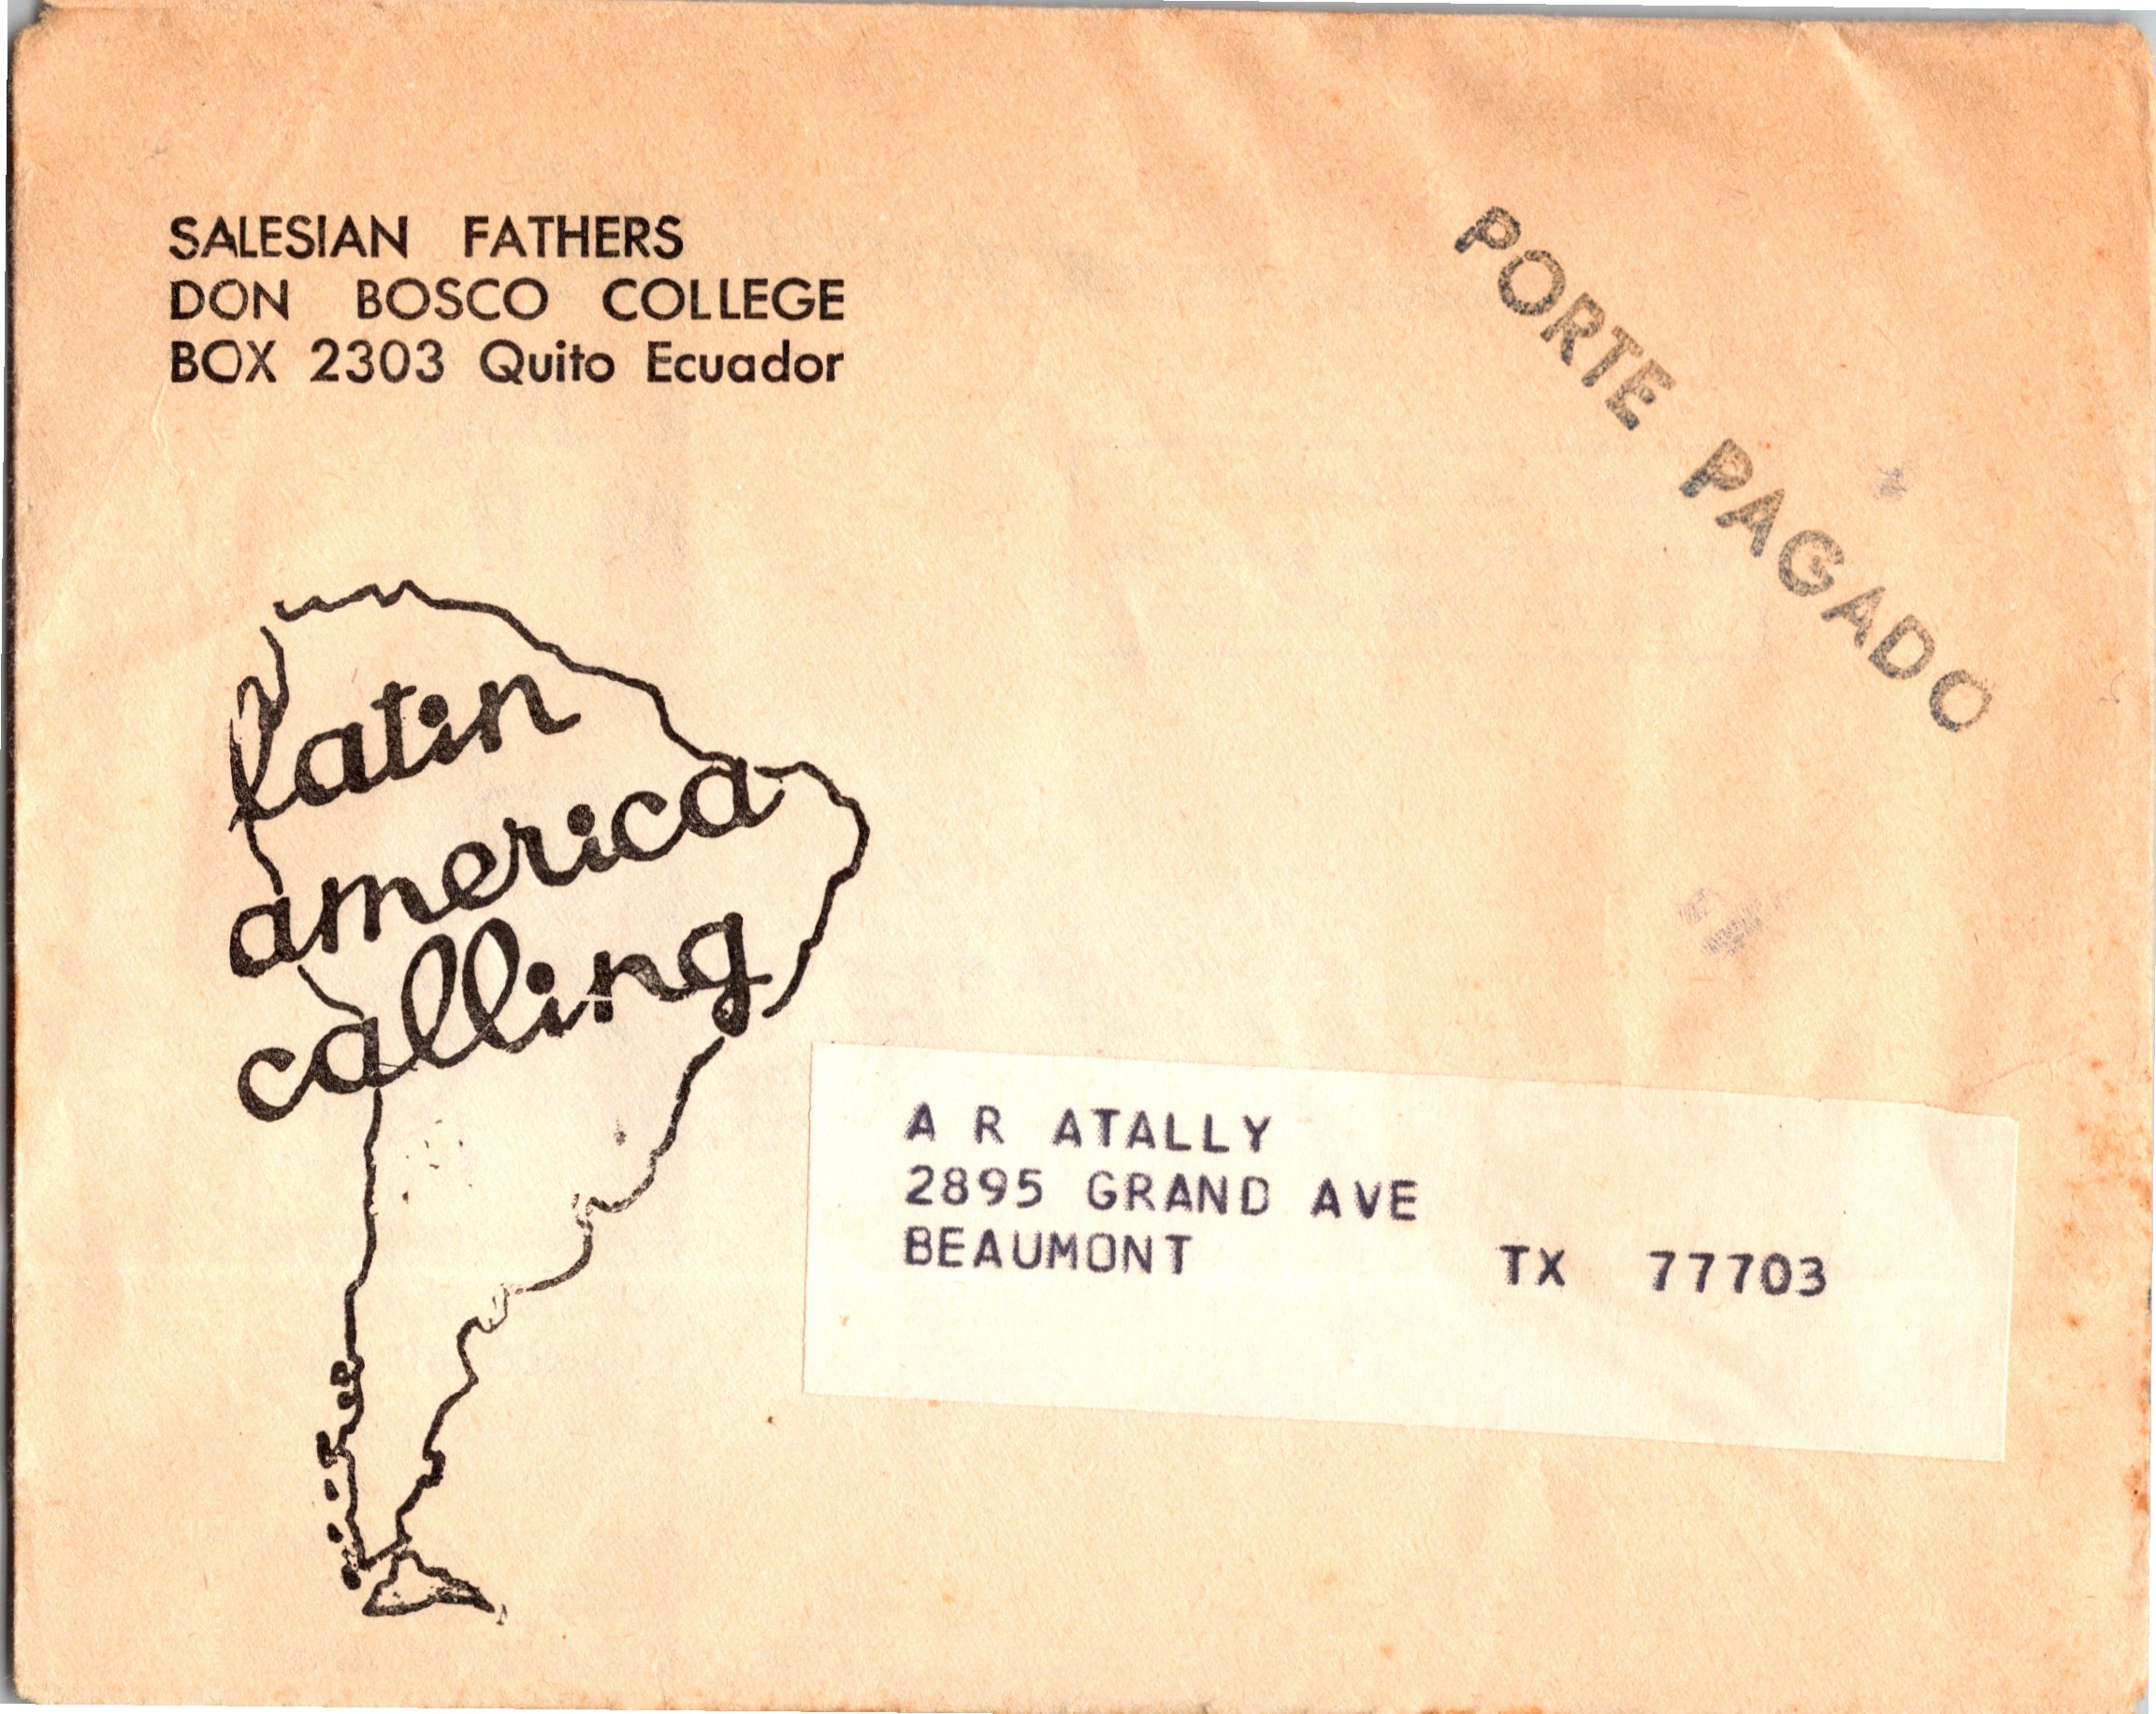 SALESIAN FATHERS
DON BOSCO COLLEGE
BOX 2303 Quito Ecuador
PORTE PAGADO
latin
america
calling
A R ATALLY
2895 GRAND AVE
BEAUMONT TX 77703